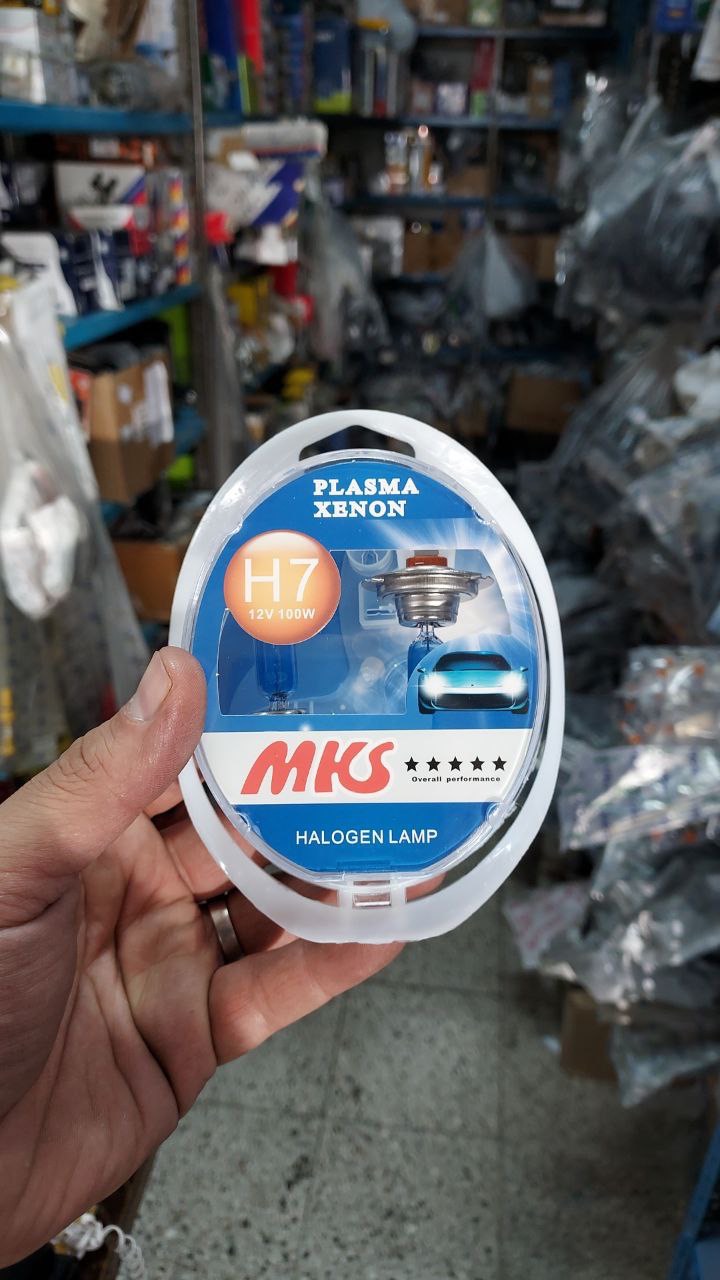 PLASMA
XENON
H7
12V 100W
MKS
Overall performance
HALOGEN LAMP